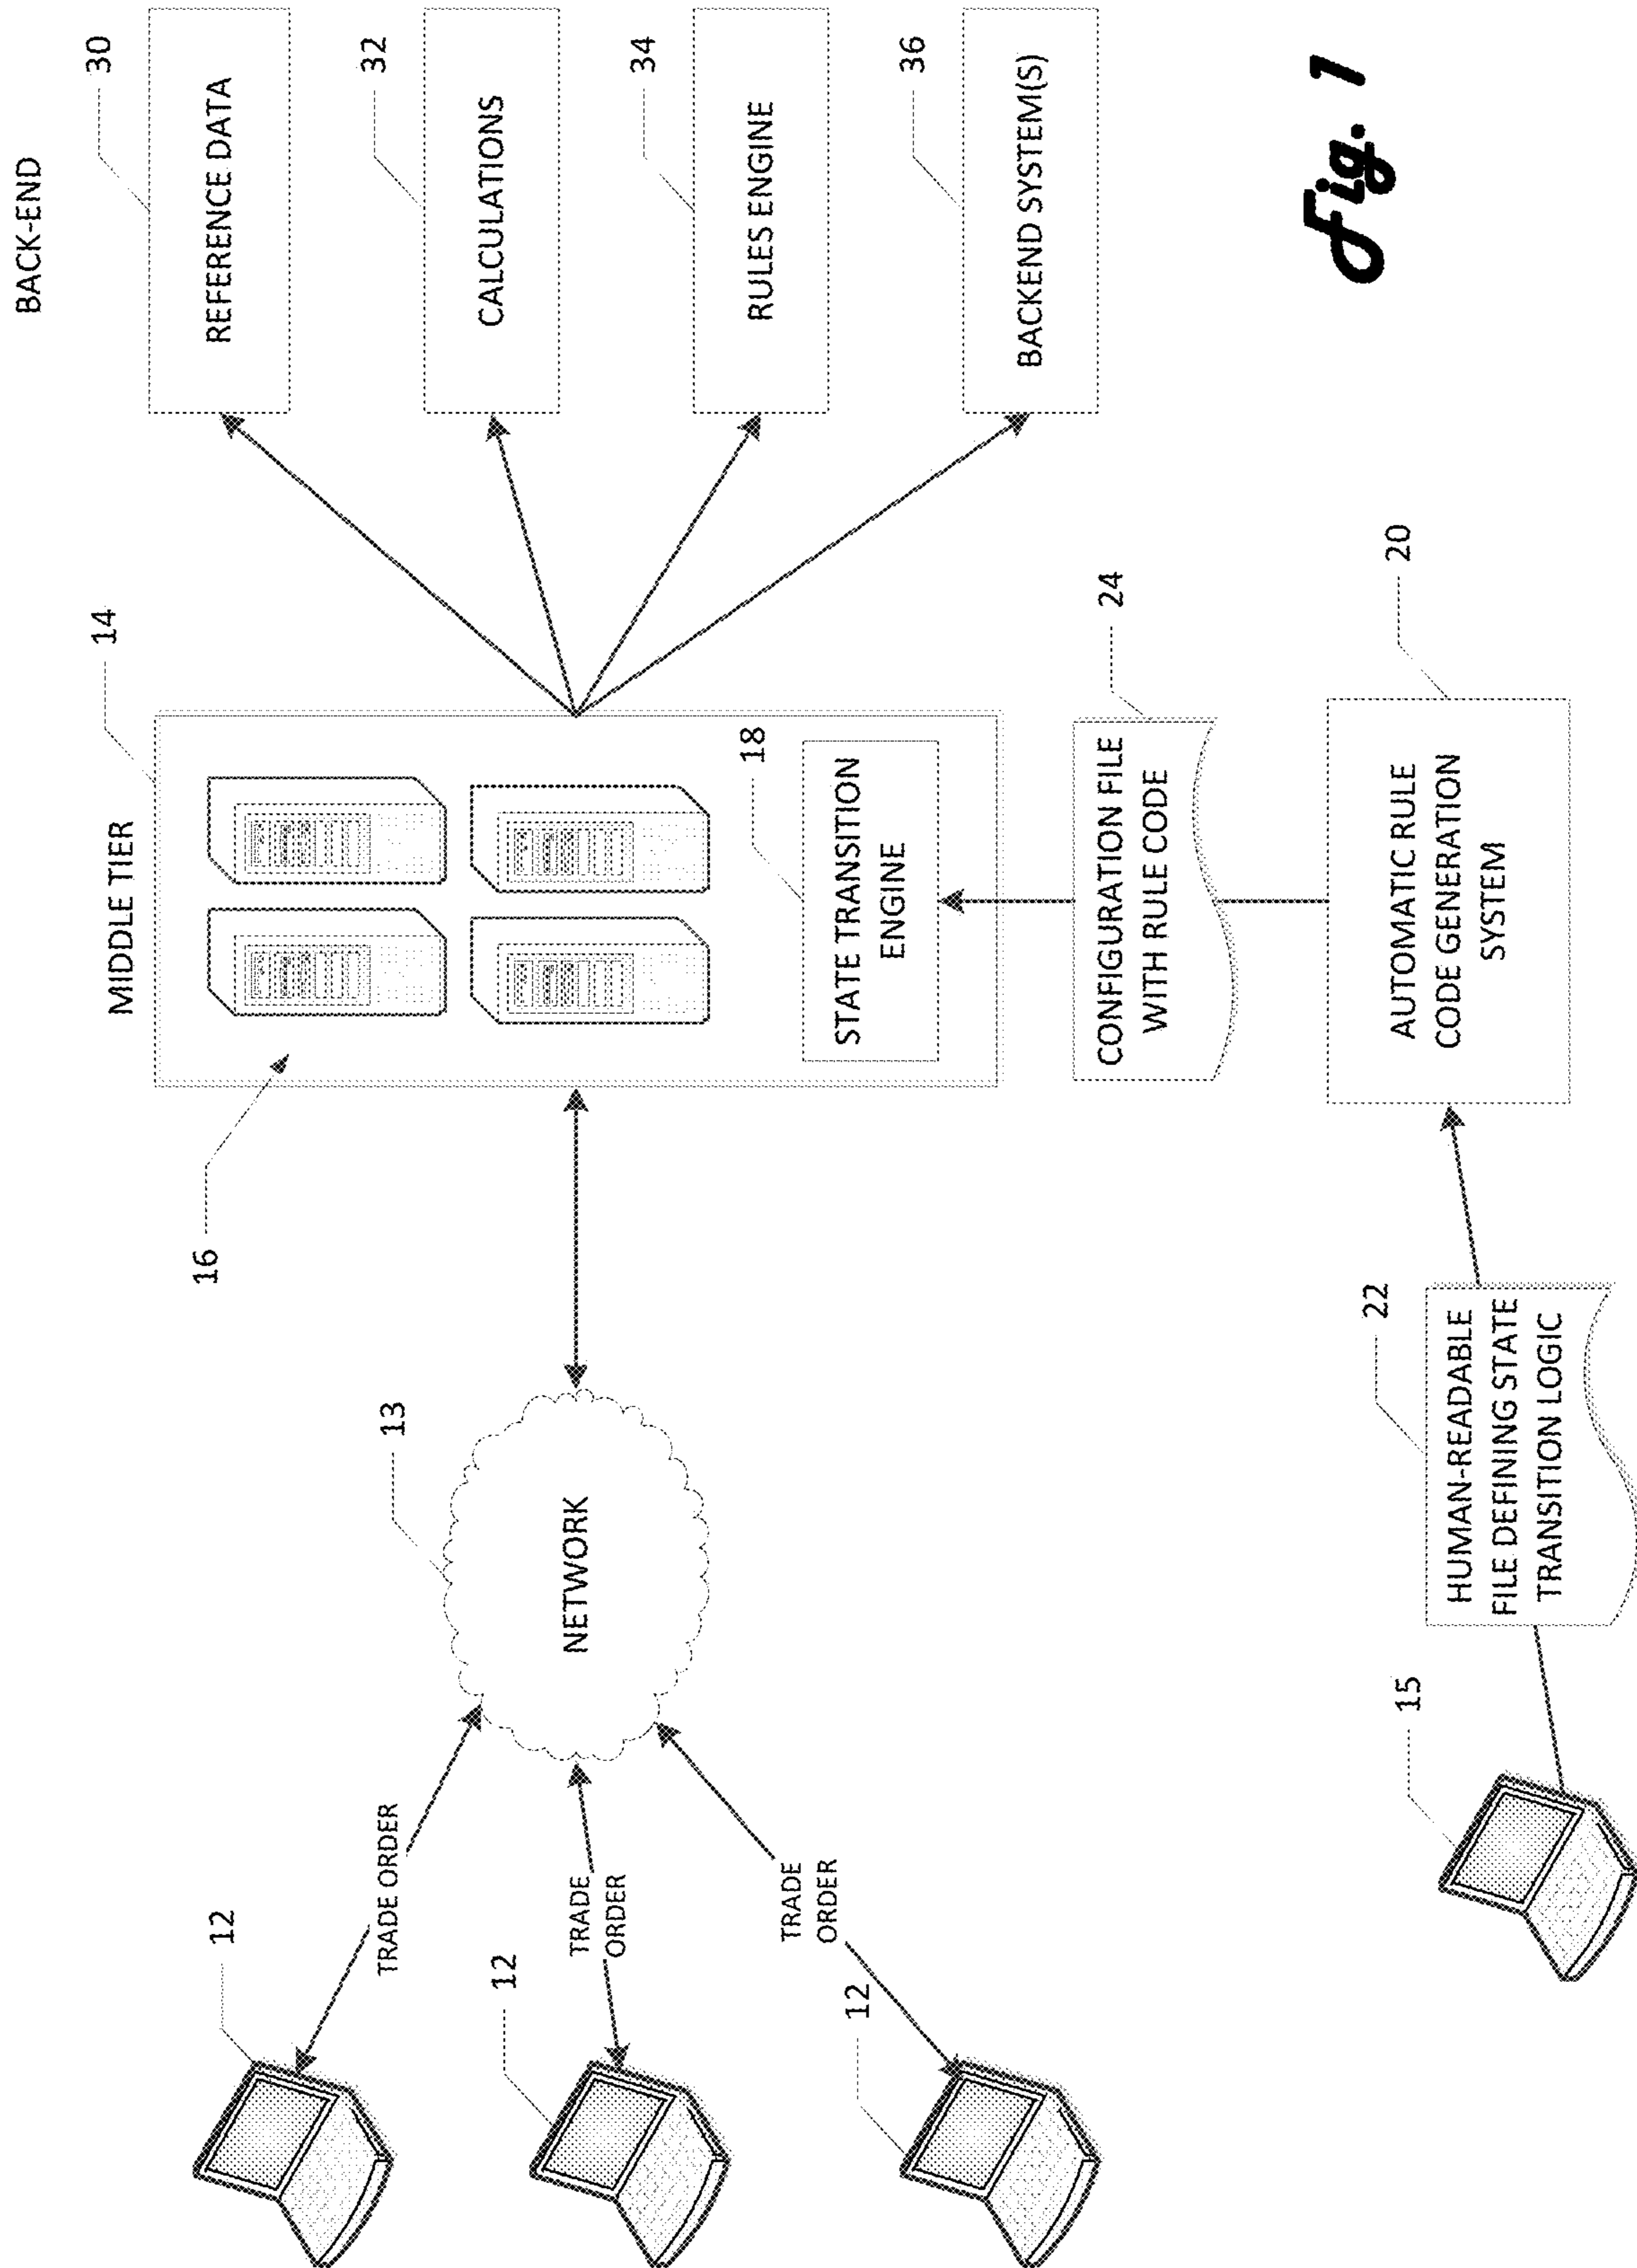 BACK-END
30
REFERENCE DATA
32
CALCULATIONS
34
RULES ENGINE
36
BACKEND SYSTEM(S)
14
MIDDLE TIER
16
18
STATE TRANSITION
ENGINE
24
CONFIGURATION FILE
WITH RULE CODE
20
AUTOMATIC RULE
CODE GENERATION
SYSTEM
13
NETWORK
12
TRADE ORDER
12
TRADE
ORDER
12
TRADE
ORDER
22
HUMAN-READABLE
FILE DEFINING STATE
TRANSITION LOGIC
15
Fig. 1